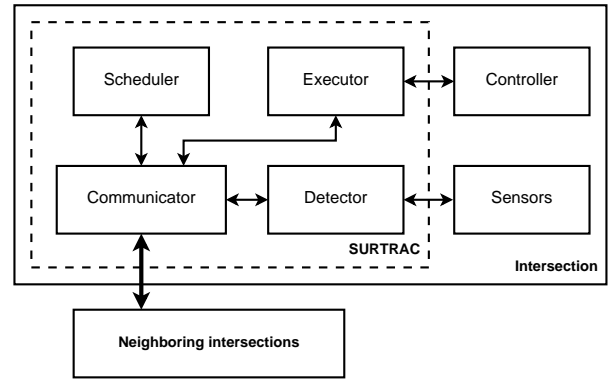 Scheduler
Executor
Controller
Communicator
Detector
Sensors
SURTRAC
Intersection
Neighboring intersections